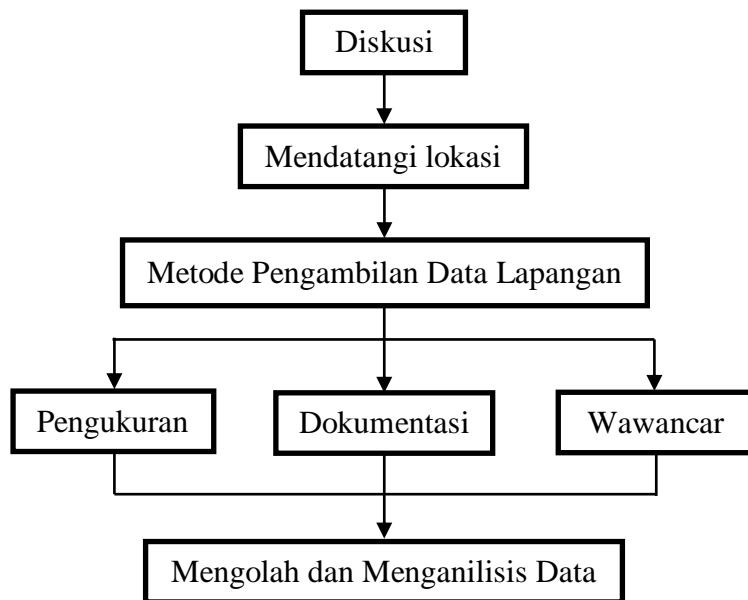 Diskusi
Mendatangi lokasi
Metode Pengambilan Data Lapangan
Pengukuran
Dokumentasi
Wawancar
Mengolah dan Menganilisis Data